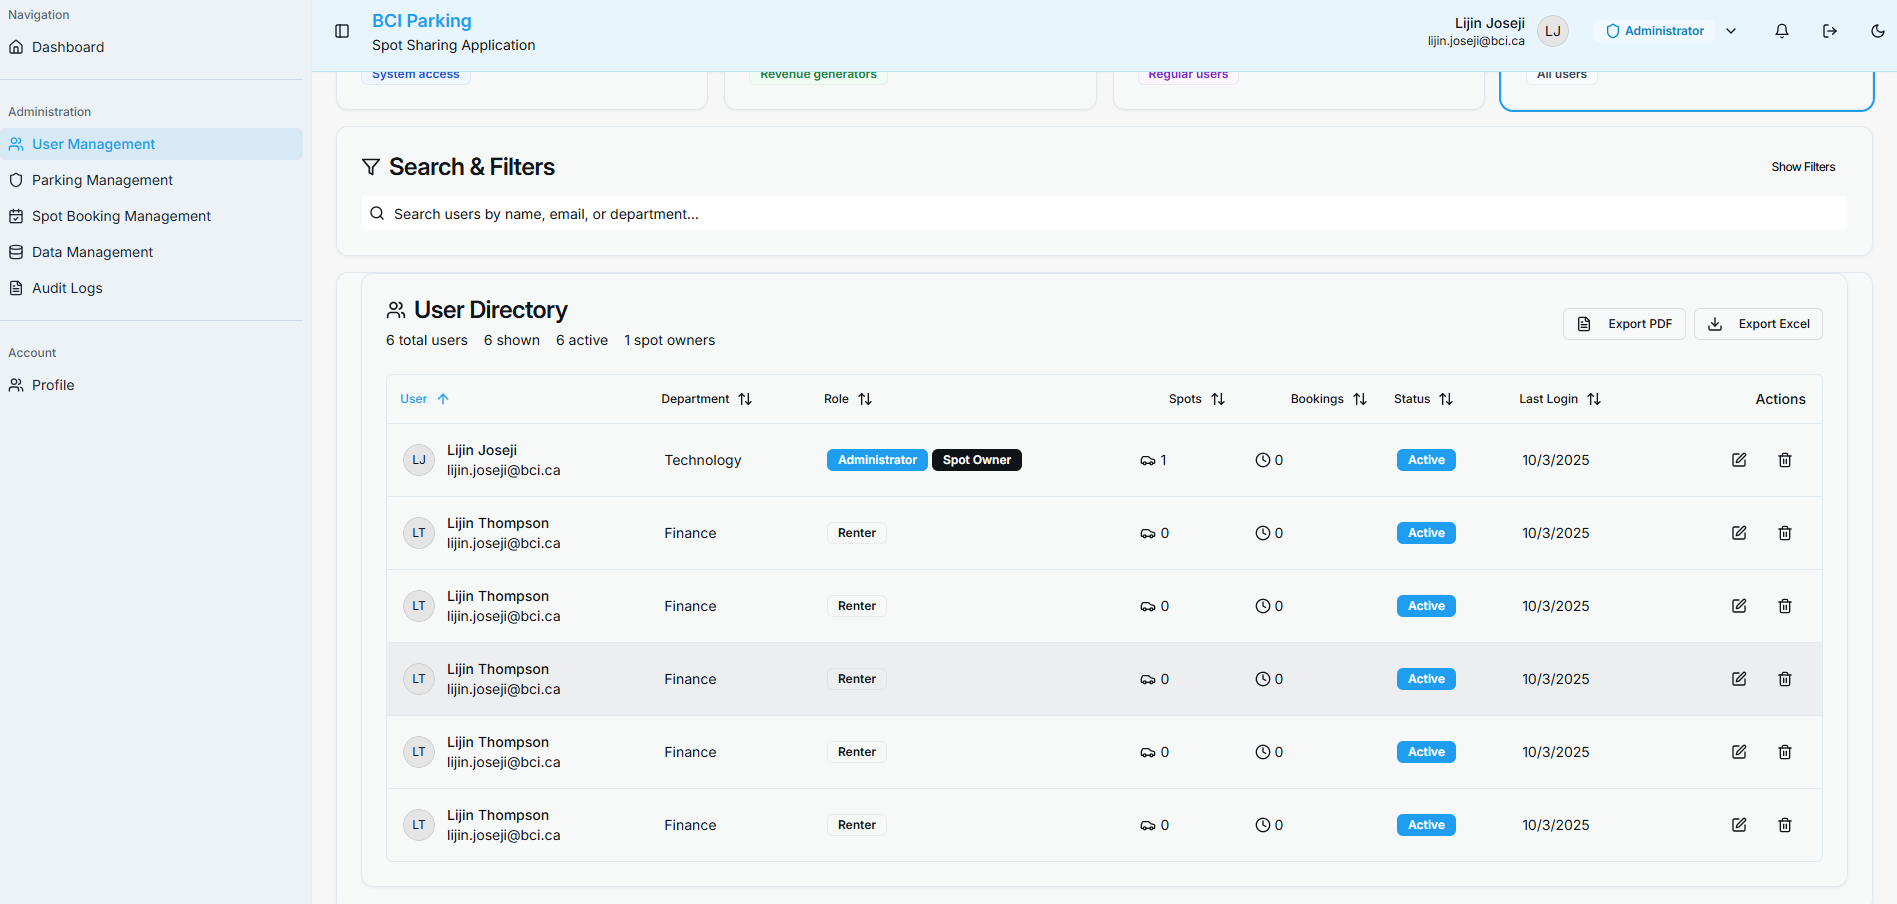 Navigation
Dashboard
Administration
User Management
Parking Management
Spot Booking Management
Data Management
Audit Logs
Account
Profile
BCI Parking
Spot Sharing Application
Lijin Joseji
lijin.joseji@bci.ca
LJ
Administrator
System access
Revenue generators
Regular users
All users
Search & Filters
Show Filters
Search users by name, email, or department...
User Directory
6 total users 6 shown 6 active 1 spot owners
Export PDF
Export Excel
User Department Role Spots Bookings Status Last Login Actions
LJ
Lijin Joseji
lijin.joseji@bci.ca
Technology Administrator Spot Owner 1 0 Active 10/3/2025
LT
Lijin Thompson
lijin.joseji@bci.ca
Finance Renter 0 0 Active 10/3/2025
LT
Lijin Thompson
lijin.joseji@bci.ca
Finance Renter 0 0 Active 10/3/2025
LT
Lijin Thompson
lijin.joseji@bci.ca
Finance Renter 0 0 Active 10/3/2025
LT
Lijin Thompson
lijin.joseji@bci.ca
Finance Renter 0 0 Active 10/3/2025
LT
Lijin Thompson
lijin.joseji@bci.ca
Finance Renter 0 0 Active 10/3/2025